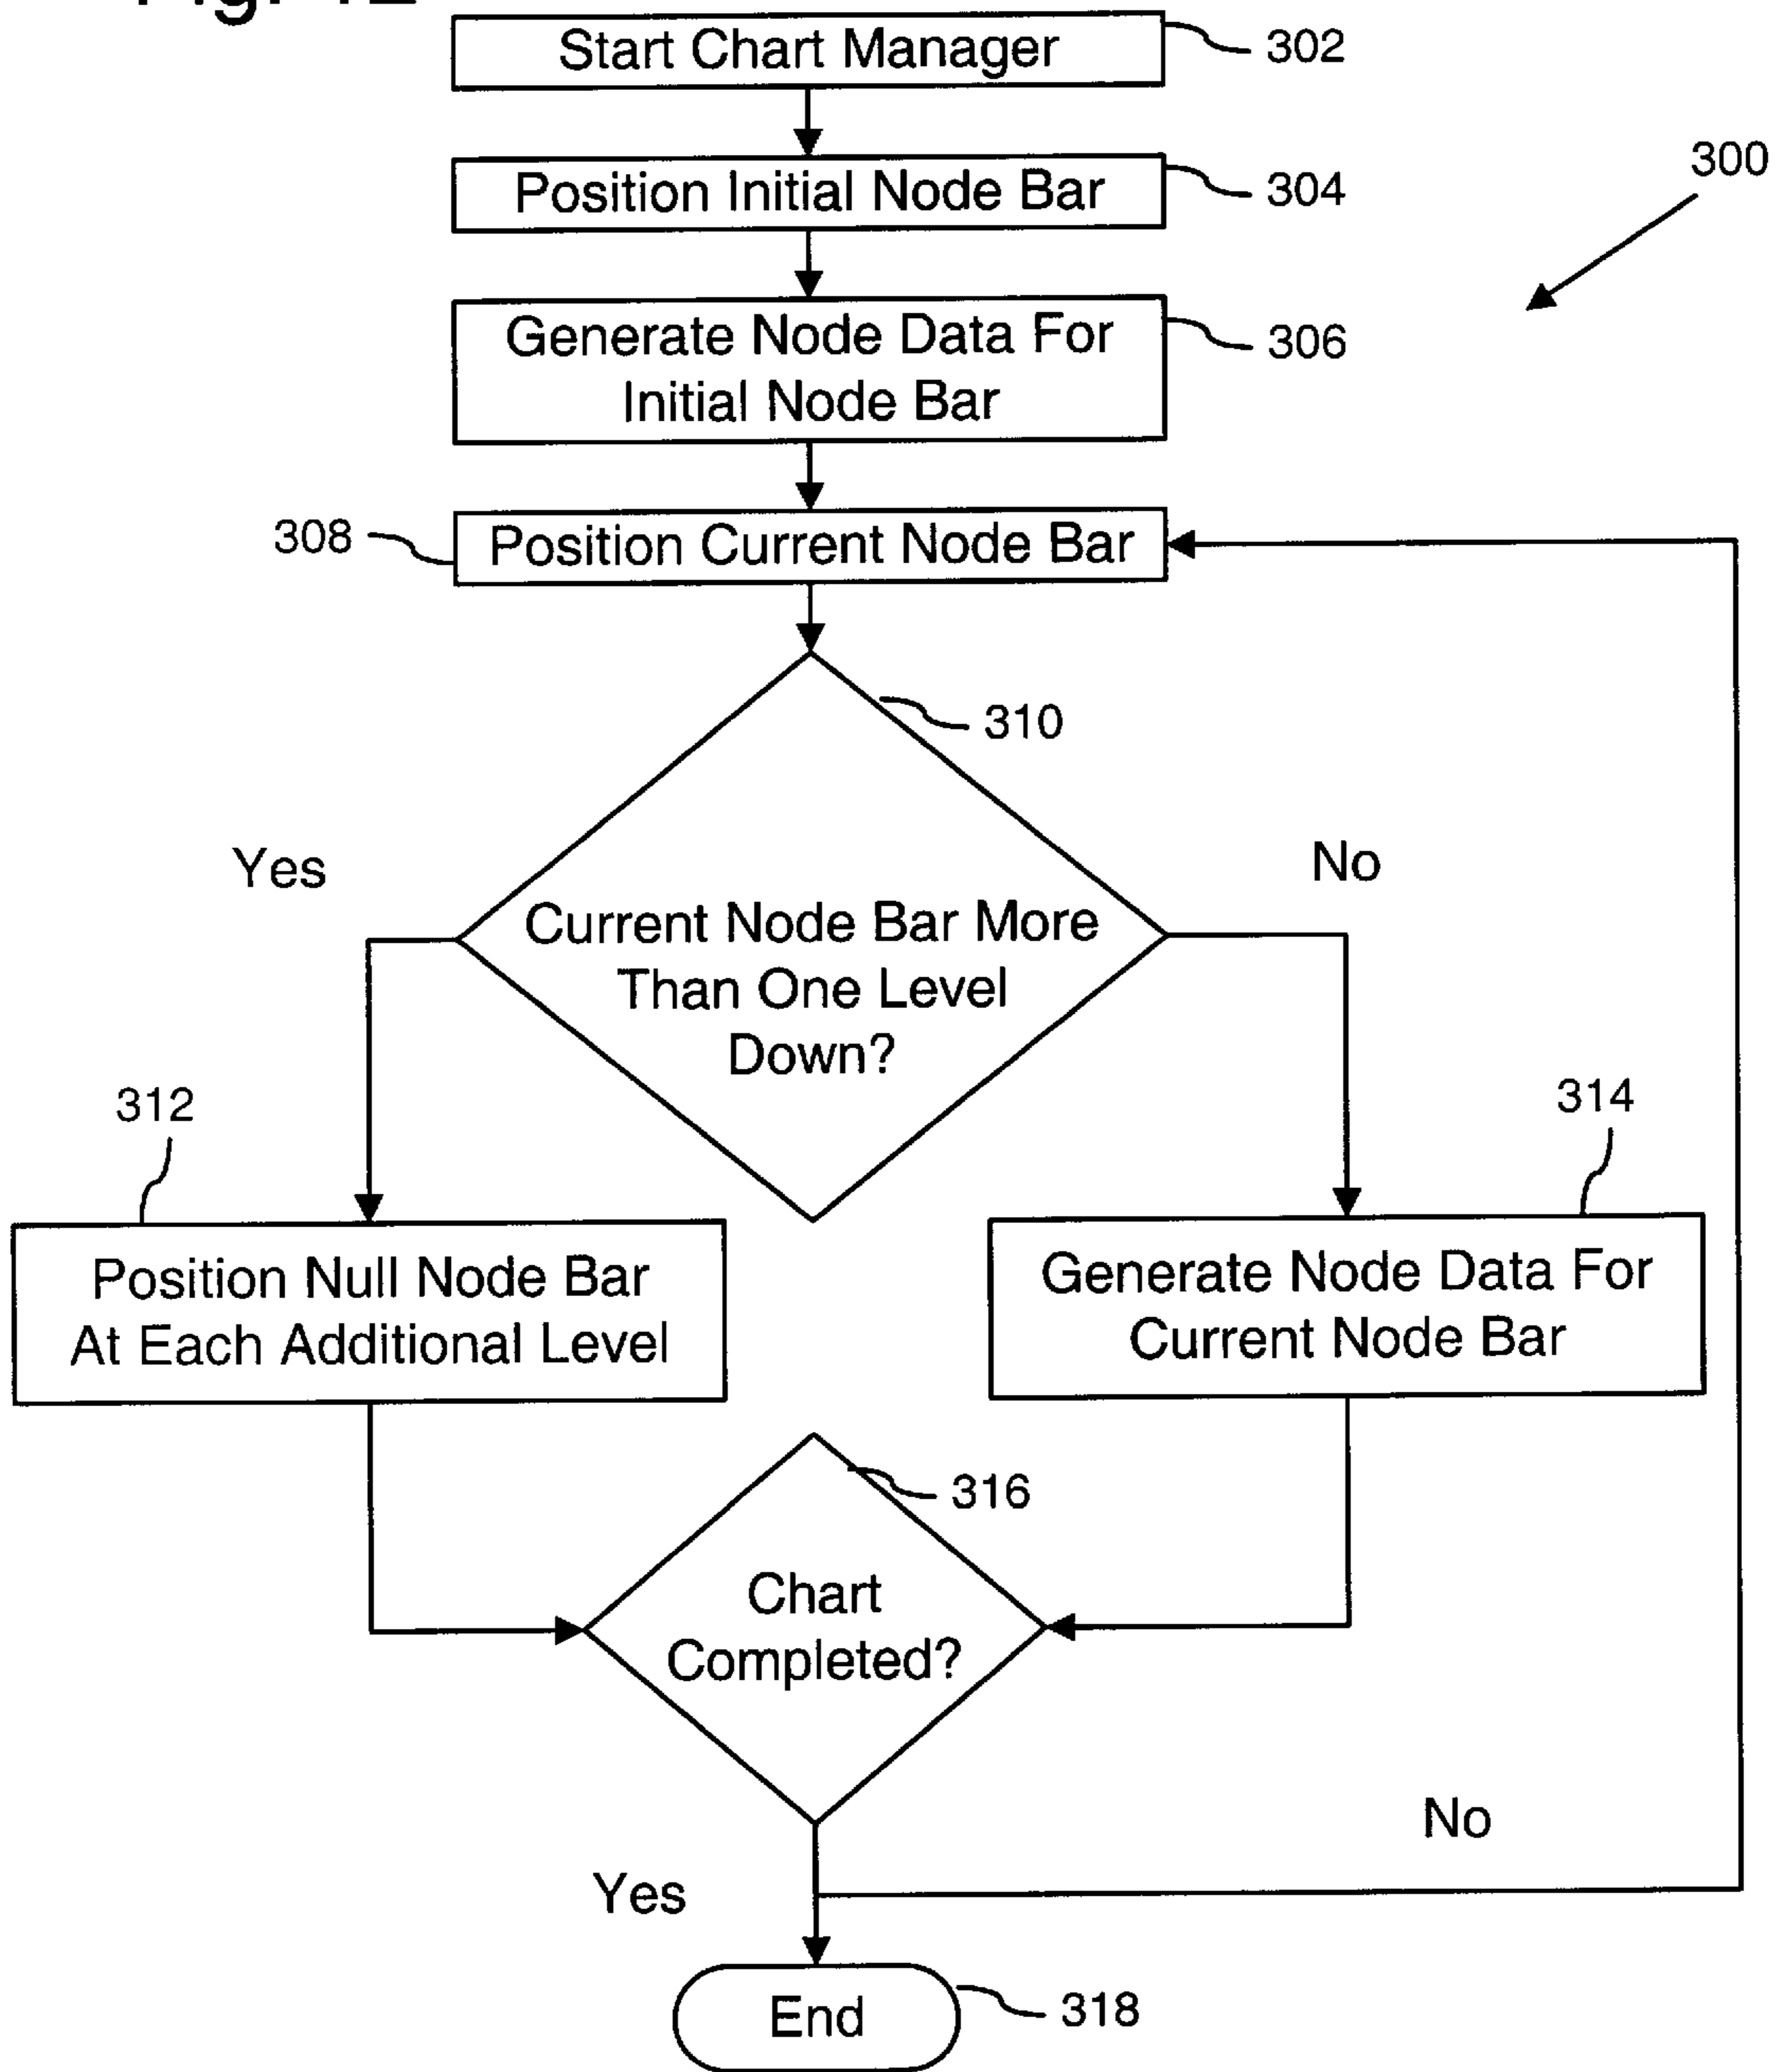 Start Chart Manager
302
Position Initial Node Bar
304
300
Generate Node Data For
Initial Node Bar
306
308
Position Current Node Bar
310
Yes
No
Current Node Bar More
Than One Level
Down?
312
314
Position Null Node Bar
At Each Additional Level
Generate Node Data For
Current Node Bar
316
Chart
Completed?
No
Yes
End
318